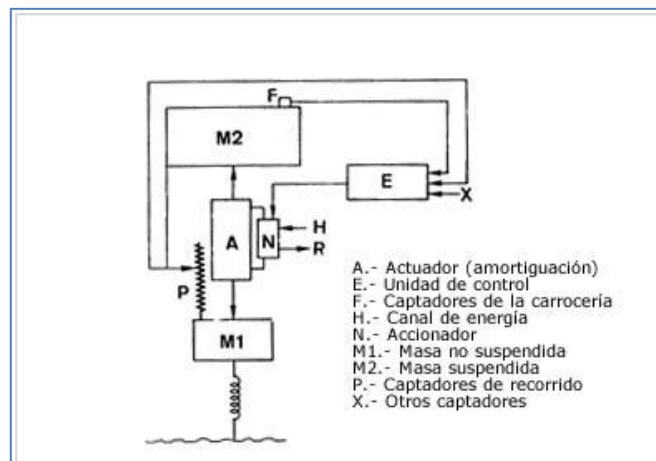 F
M2
E
X
A
N
H
R
P
M1
A.- Actuador (amortiguación)
E.- Unidad de control
F.- Captadores de la carrocería
H.- Canal de energía
N.- Accionador
M1.- Masa no suspendida
M2.- Masa suspendida
P.- Captadores de recorrido
X.- Otros captadores